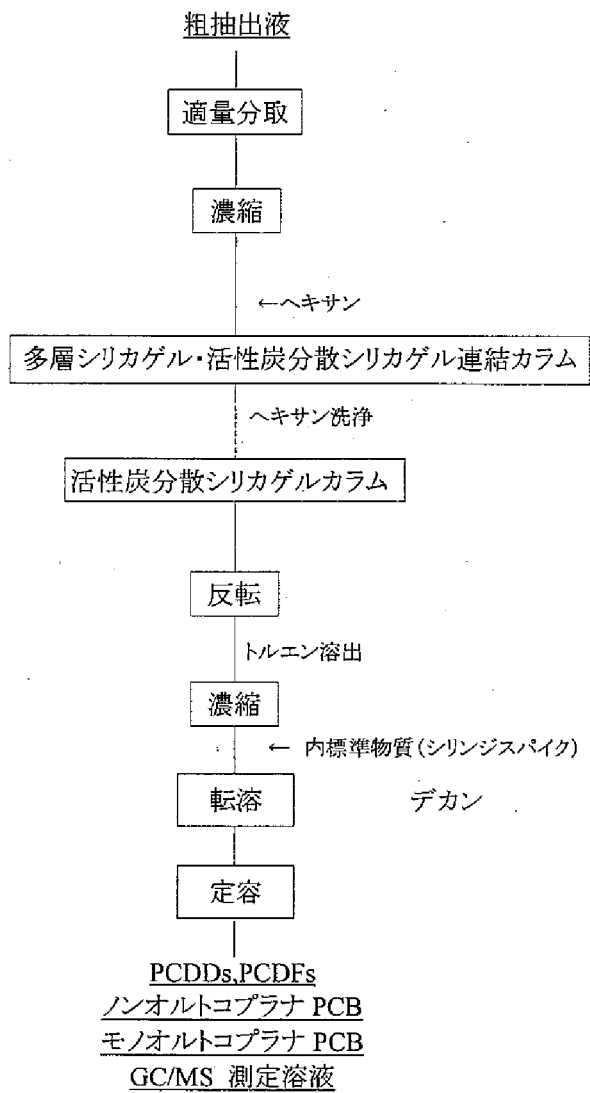 粗抽出液
適量分取
濃縮
←ヘキサン
多層シリカゲル・活性炭分散シリカゲル連結カラム
ヘキサン洗浄
活性炭分散シリカゲルカラム
反転
トルエン溶出
濃縮
← 内標準物質(シリンジスパイク)
転溶 デカン
定容
PCDDs,PCDFs
ノンオルトコプラナ PCB
モノオルトコプラナ PCB
GC/MS 測定溶液